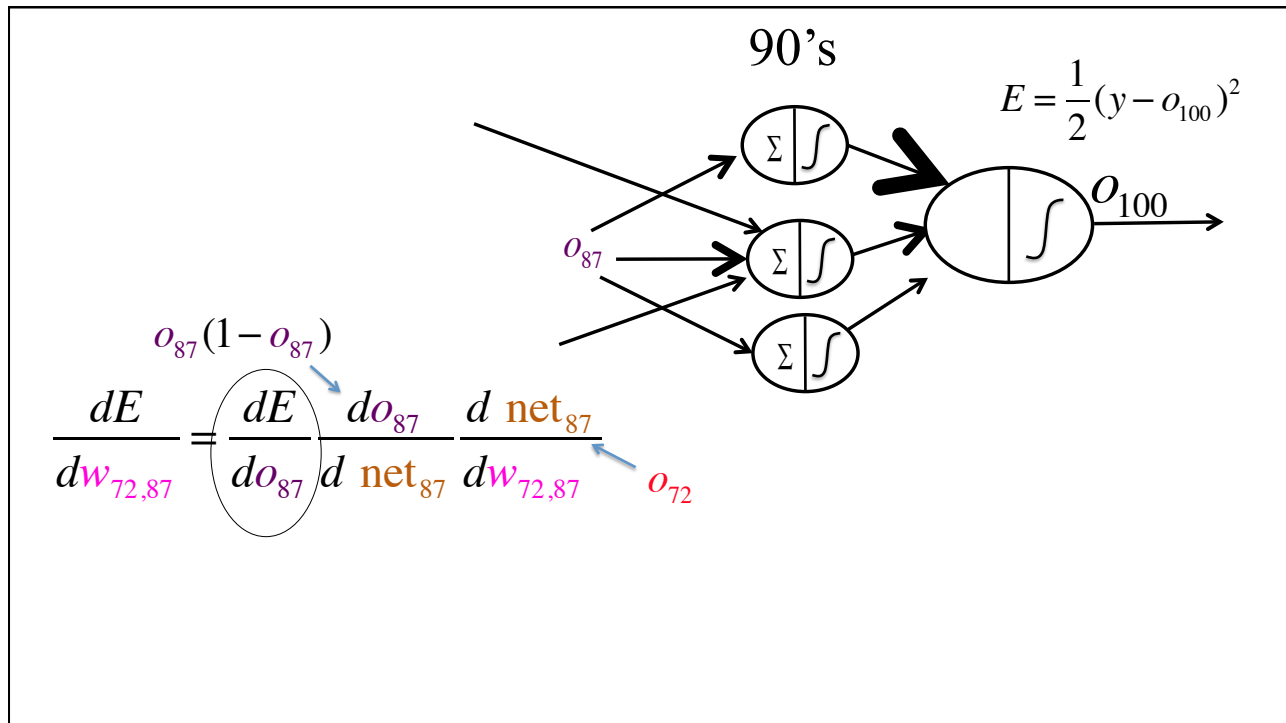 90's
E = 1/2 (y − o₁₀₀)²
Σ ∫
o₁₀₀
∫
o₈₇
Σ ∫
Σ ∫
o₈₇(1 − o₈₇)
dE/dw₇₂,₈₇ = dE/do₈₇ do₈₇/d net₈₇ d net₈₇/dw₇₂,₈₇
o₇₂